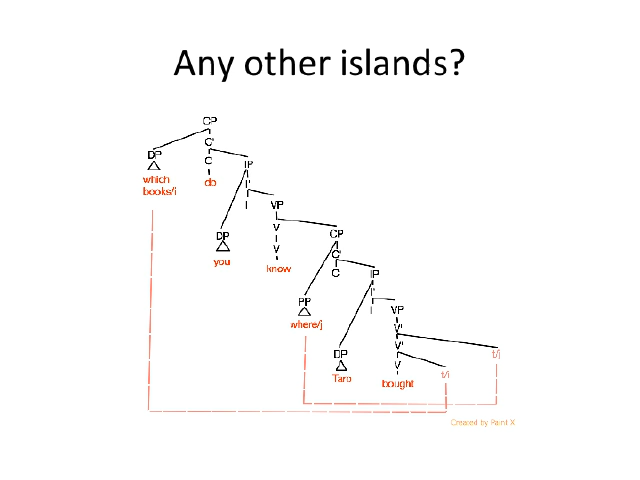 Any other islands?
CP
C'
DP
C
IP
which
books/i
do
I'
I
VP
DP
V
CP
you
V
know
C'
C
IP
PP
I'
I
VP
where/j
V'
DP
V'
t/j
V
t/i
Taro
bought
Created by Paint X